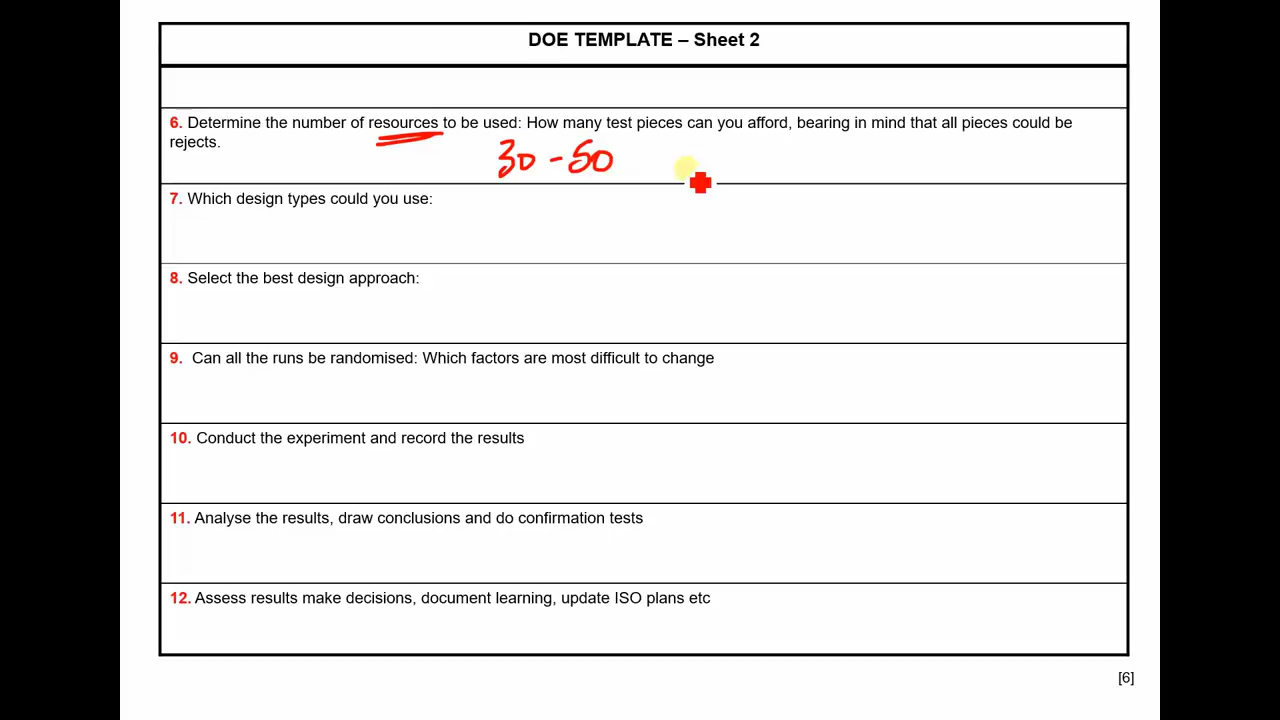 DOE TEMPLATE – Sheet 2
6. Determine the number of resources to be used: How many test pieces can you afford, bearing in mind that all pieces could be
rejects.
30 - 50
7. Which design types could you use:
8. Select the best design approach:
9. Can all the runs be randomised: Which factors are most difficult to change
10. Conduct the experiment and record the results
11. Analyse the results, draw conclusions and do confirmation tests
12. Assess results make decisions, document learning, update ISO plans etc
[6]